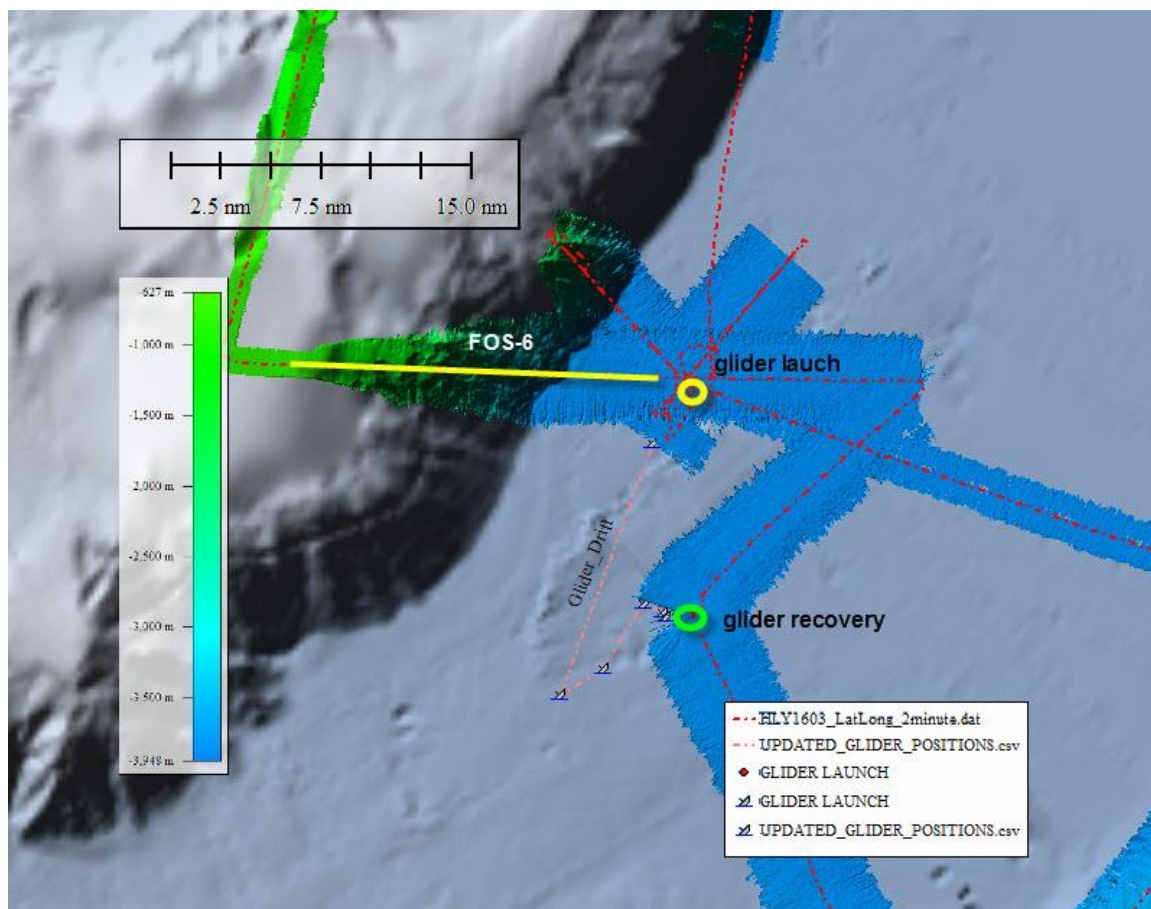 2.5 nm 7.5 nm 15.0 nm
-627 m
-1,000 m
-1,500 m
-2,000 m
-2,500 m
-3,000 m
-3,500 m
-3,948 m
FOS-6
glider lauch
Glider_Drift
glider recovery
HLY1603_LatLong_2minute.dat
UPDATED_GLIDER_POSITIONS.csv
GLIDER LAUNCH
GLIDER LAUNCH
UPDATED_GLIDER_POSITIONS.csv